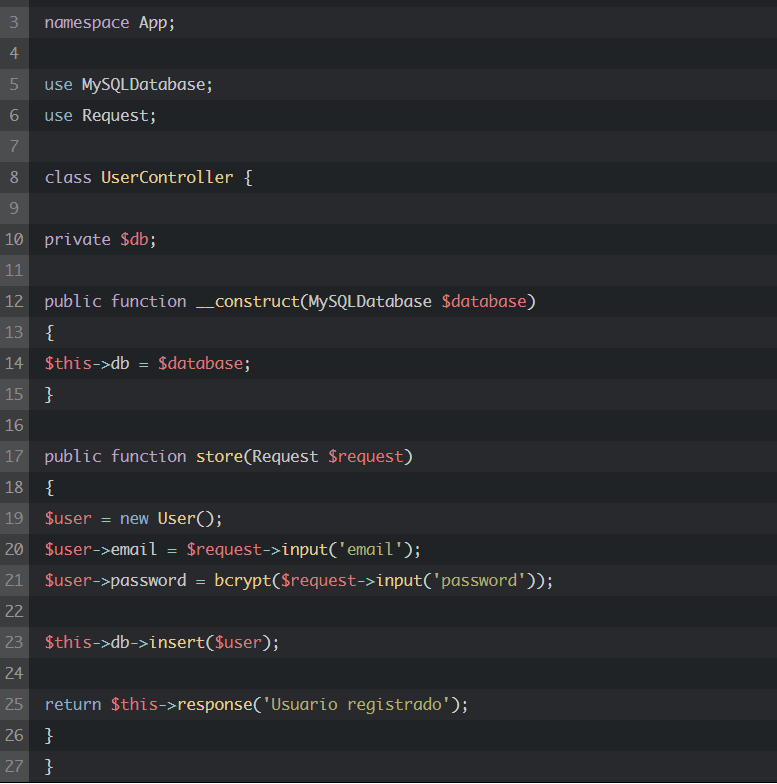 3 namespace App;
4
5 use MySQLDatabase;
6 use Request;
7
8 class UserController {
9
10 private $db;
11
12 public function __construct(MySQLDatabase $database)
13 {
14 $this->db = $database;
15 }
16
17 public function store(Request $request)
18 {
19 $user = new User();
20 $user->email = $request->input('email');
21 $user->password = bcrypt($request->input('password'));
22
23 $this->db->insert($user);
24
25 return $this->response('Usuario registrado');
26 }
27 }